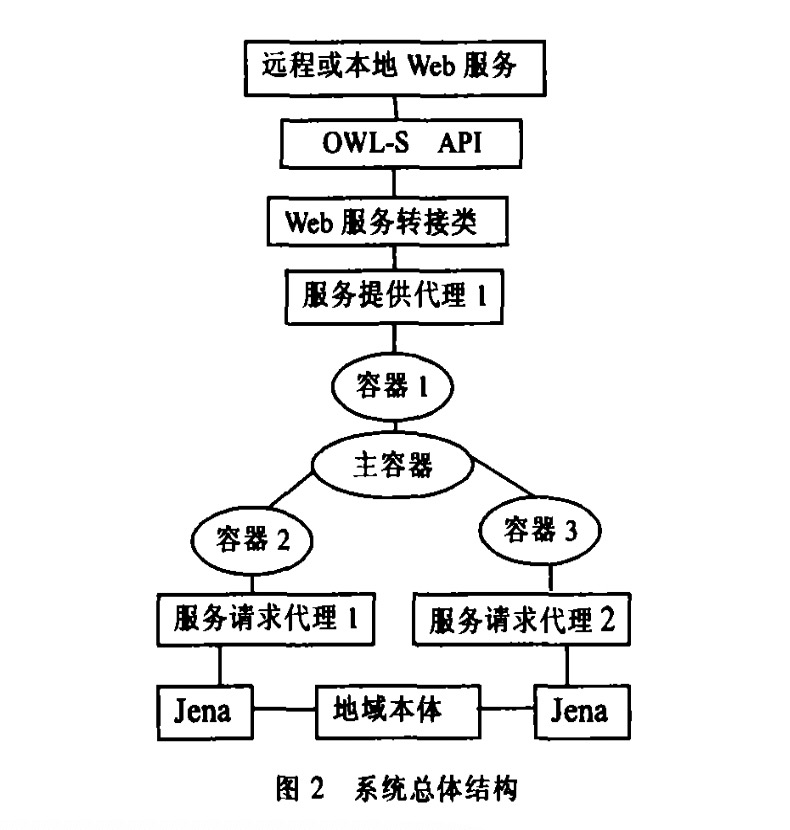 远程或本地 Web 服务
OWL-S API
Web 服务转接类
服务提供代理 1
容器 1
主容器
容器 2
容器 3
服务请求代理 1
服务请求代理 2
Jena
地域本体
Jena
图 2 系统总体结构